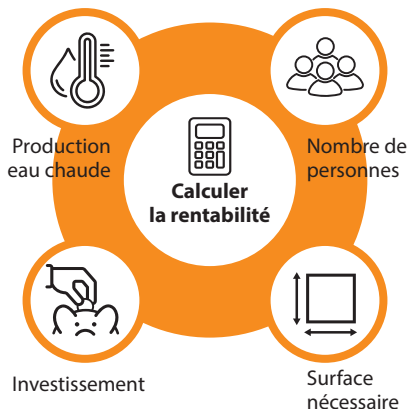 Production
eau chaude
Nombre de
personnes
Calculer
la rentabilité
Investissement
Surface
nécessaire